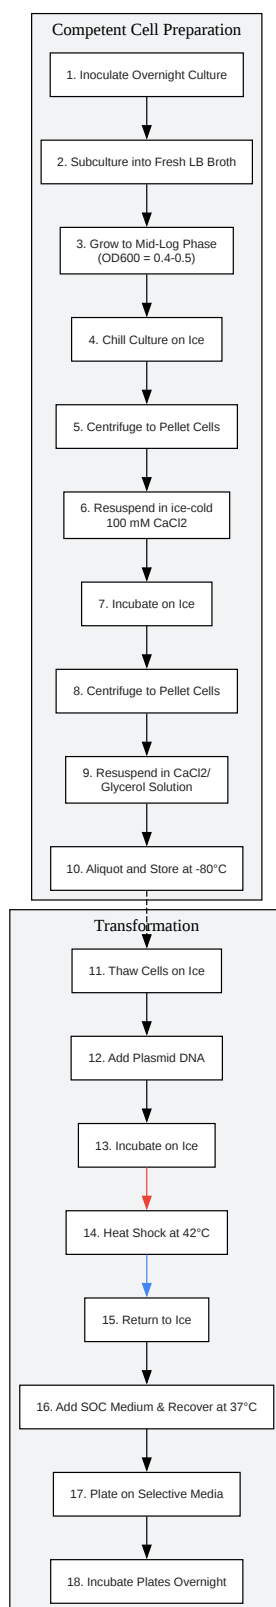 Competent Cell Preparation
1. Inoculate Overnight Culture
2. Subculture into Fresh LB Broth
3. Grow to Mid-Log Phase
(OD600 = 0.4-0.5)
4. Chill Culture on Ice
5. Centrifuge to Pellet Cells
6. Resuspend in ice-cold
100 mM CaCl2
7. Incubate on Ice
8. Centrifuge to Pellet Cells
9. Resuspend in CaCl2/
Glycerol Solution
10. Aliquot and Store at -80°C
Transformation
11. Thaw Cells on Ice
12. Add Plasmid DNA
13. Incubate on Ice
14. Heat Shock at 42°C
15. Return to Ice
16. Add SOC Medium & Recover at 37°C
17. Plate on Selective Media
18. Incubate Plates Overnight